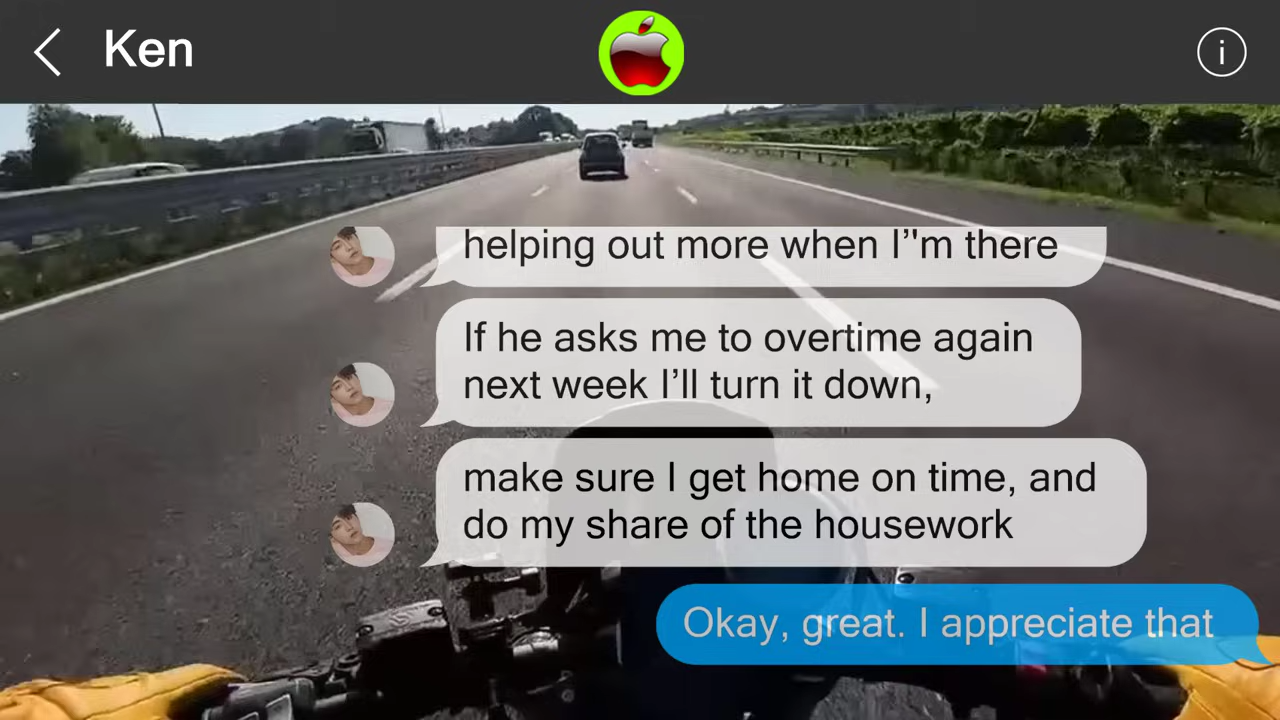 Ken
i
helping out more when I’'m there
If he asks me to overtime again
next week I’ll turn it down,
make sure I get home on time, and
do my share of the housework
Okay, great. I appreciate that